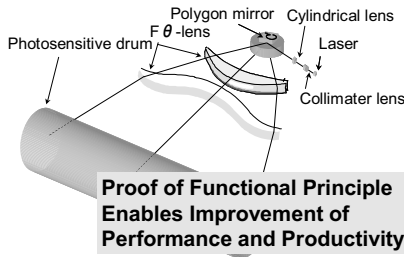 Polygon mirror
Cylindrical lens
Fθ-lens
Laser
Photosensitive drum
Collimater lens
Proof of Functional Principle
Enables Improvement of
Performance and Productivity